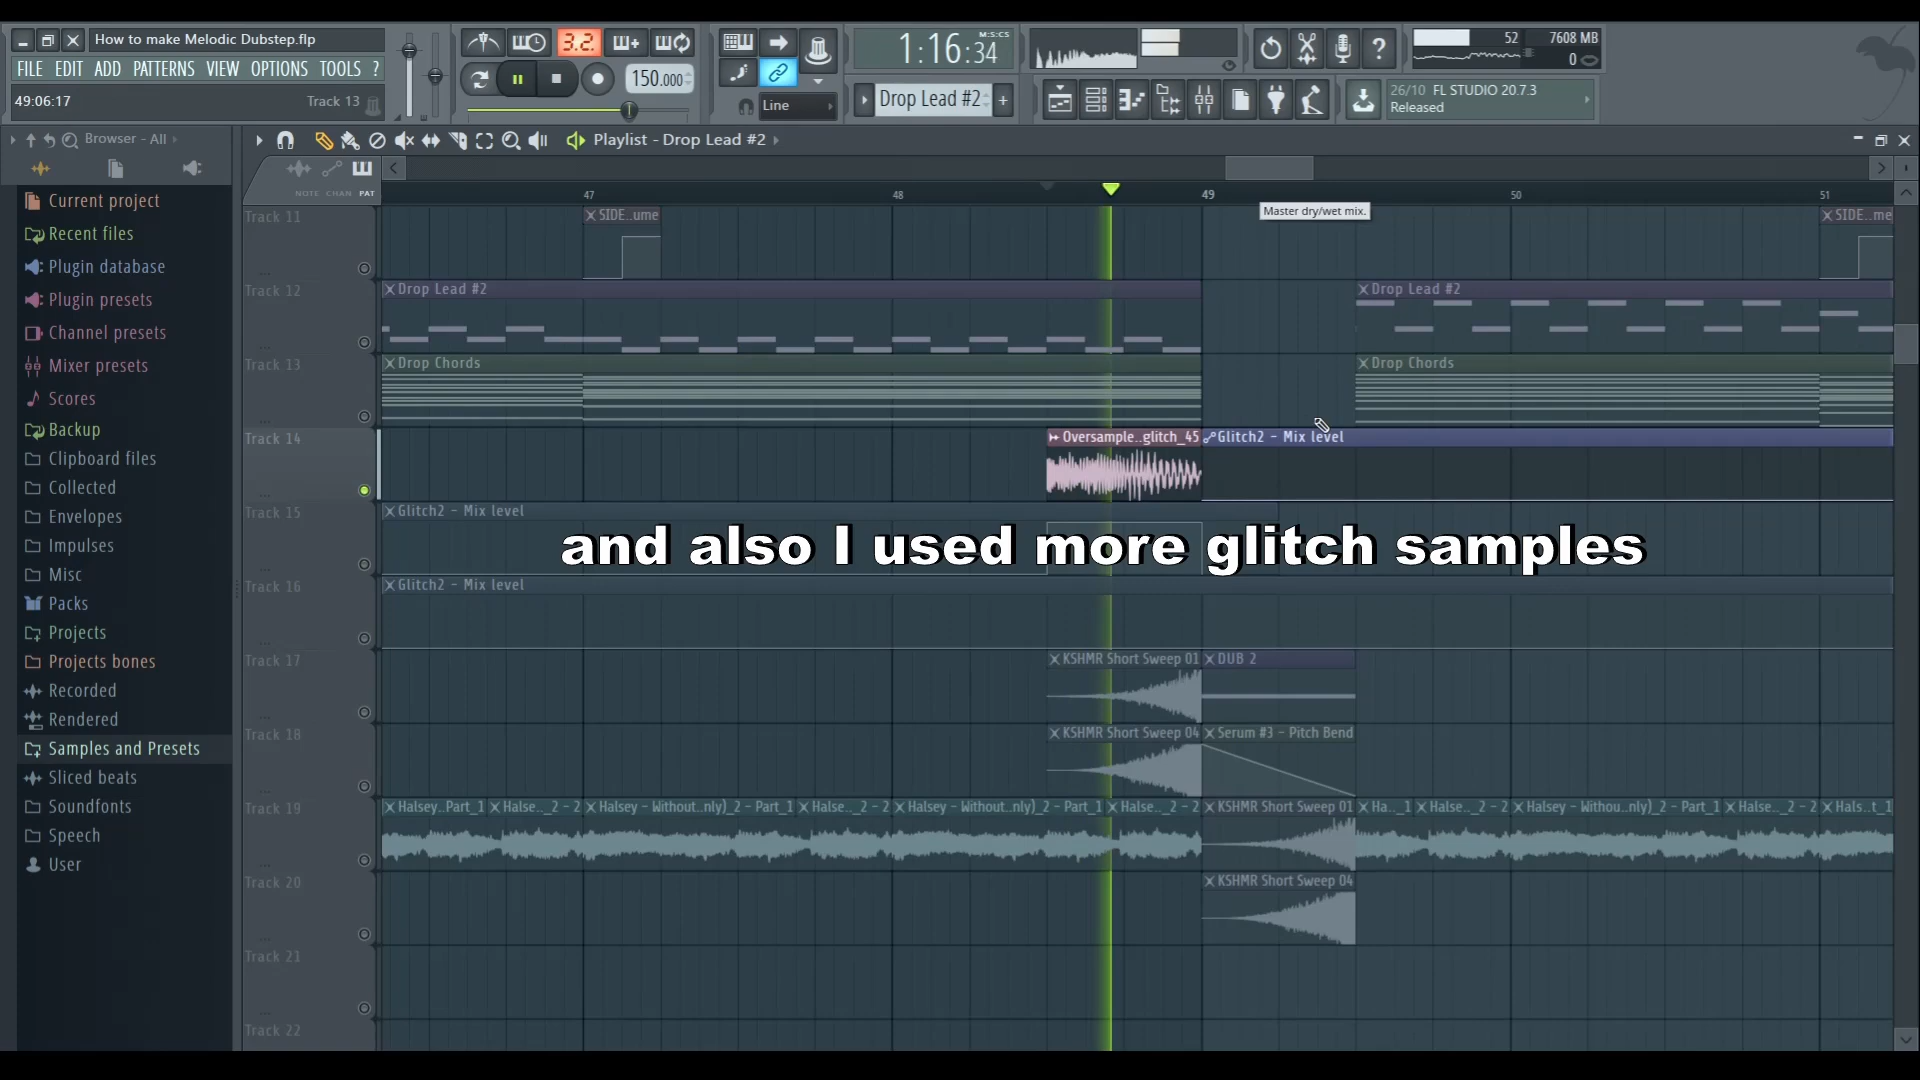 How to make Melodic Dubstep.flp
FILE EDIT ADD PATTERNS VIEW OPTIONS TOOLS ?
49:06:17 Track 13
3.2.
150.000
Line
1:16:34
M:S:CS
Drop Lead #2
52 7608 MB
0
26/10 FL STUDIO 20.7.3
Released
Browser - All
Playlist - Drop Lead #2
NOTE CHAN PAT
47 48 49 50 51
Master dry/wet mix.
Current project
Recent files
Plugin database
Plugin presets
Channel presets
Mixer presets
Scores
Backup
Clipboard files
Collected
Envelopes
Impulses
Misc
Packs
Projects
Projects bones
Recorded
Rendered
Samples and Presets
Sliced beats
Soundfonts
Speech
User
Track 11
SIDE..ume
SIDE..me
Track 12
Drop Lead #2
Drop Lead #2
Track 13
Drop Chords
Drop Chords
Track 14
Oversample..glitch_45
Glitch2 - Mix level
Track 15
Glitch2 - Mix level
and also I used more glitch samples
Track 16
Glitch2 - Mix level
Track 17
KSHMR Short Sweep 01
DUB 2
Track 18
KSHMR Short Sweep 04
Serum #3 - Pitch Bend
Track 19
Halsey..Part_1
Halse.._2 - 2
Halsey - Without..nly)_2 - Part_1
Halse.._2 - 2
Halsey - Without..nly)_2 - Part_1
Halse.._2 - 2
KSHMR Short Sweep 01
Ha.._1
Halse.._2 - 2
Halsey - Withou..nly)_2 - Part_1
Halse.._2 - 2
Hals..t_1
Track 20
KSHMR Short Sweep 04
Track 21
Track 22